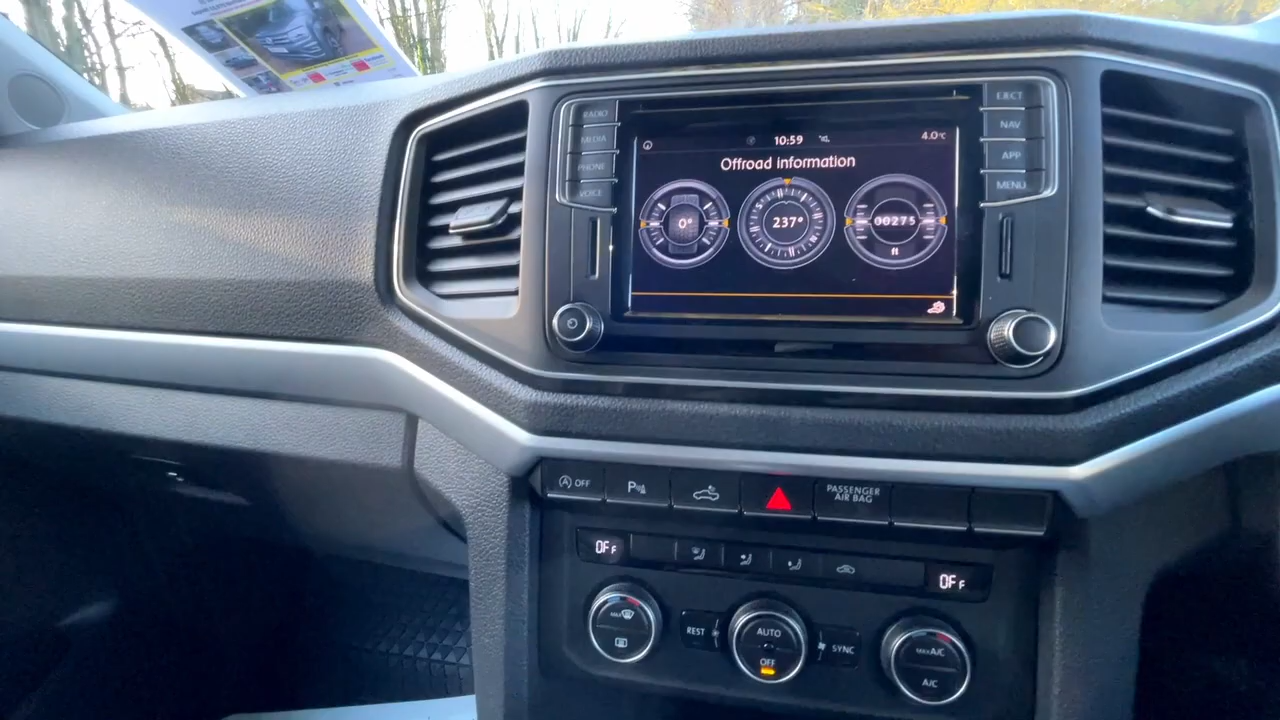 RADIO
MEDIA
PHONE
VOICE
10:59
4.0°C
Offroad information
0°
237°
00275
ft
EJECT
NAV
APP
MENU
OFF
P
PASSENGER
AIR BAG
OFF
OFF
MAX
REST
AUTO
OFF
SYNC
MAX A/C
A/C